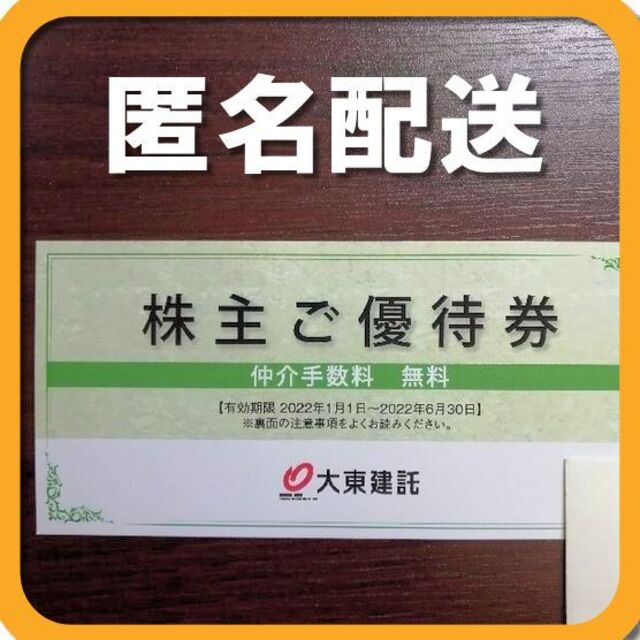 匿名配送
株主ご優待券
仲介手数料 無料
【有効期限 2022年1月1日～2022年6月30日】
※裏面の注意事項をよくお読みください。
大東建託